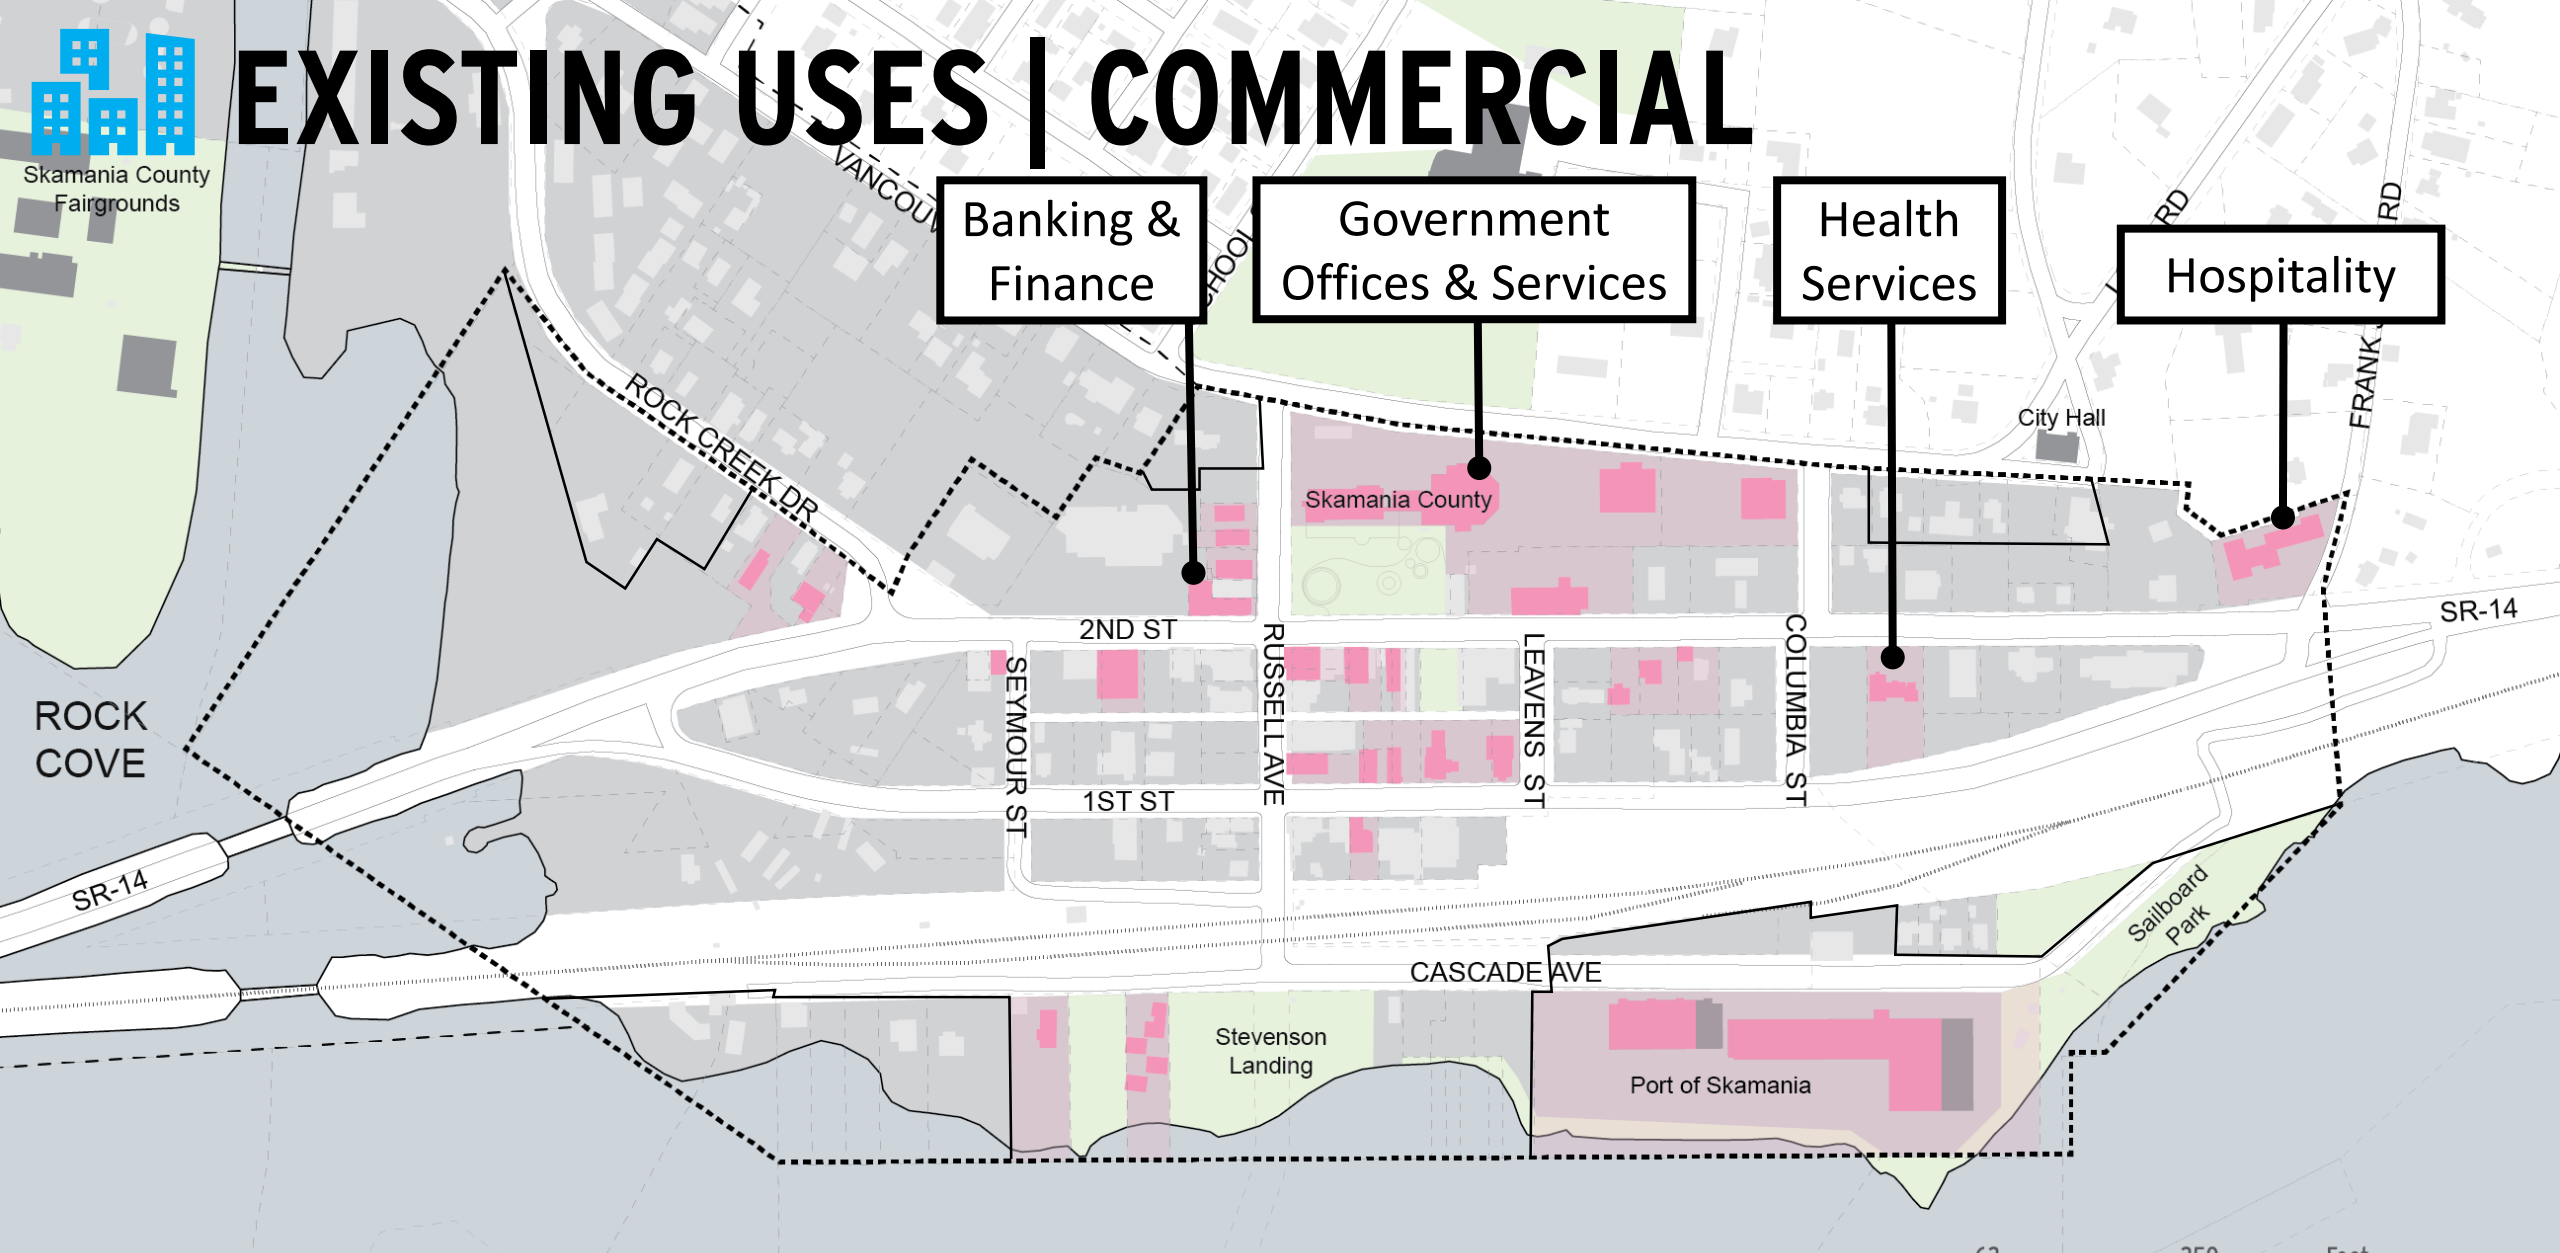 EXISTING USES | COMMERCIAL
Skamania County
Fairgrounds
Banking &
Finance
Government
Offices & Services
Health
Services
Hospitality
RD
RD
ROCK CREEK DR
City Hall
Skamania County
SR-14
2ND ST
SEYMOUR ST
RUSSELL AVE
LEAVENS ST
COLUMBIA ST
ROCK
COVE
1ST ST
SR-14
Sailboard
Park
CASCADE AVE
Stevenson
Landing
Port of Skamania